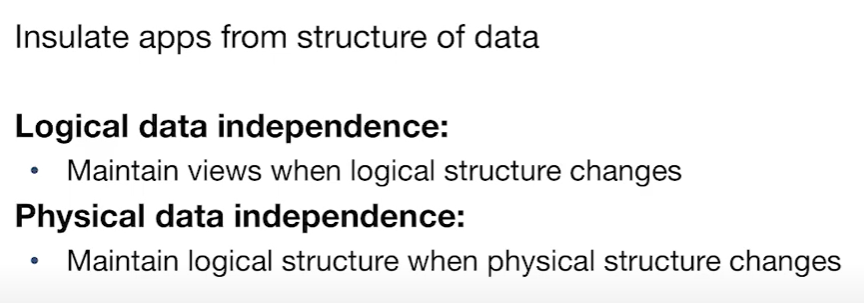 Insulate apps from structure of data
Logical data independence:
• Maintain views when logical structure changes
Physical data independence:
• Maintain logical structure when physical structure changes